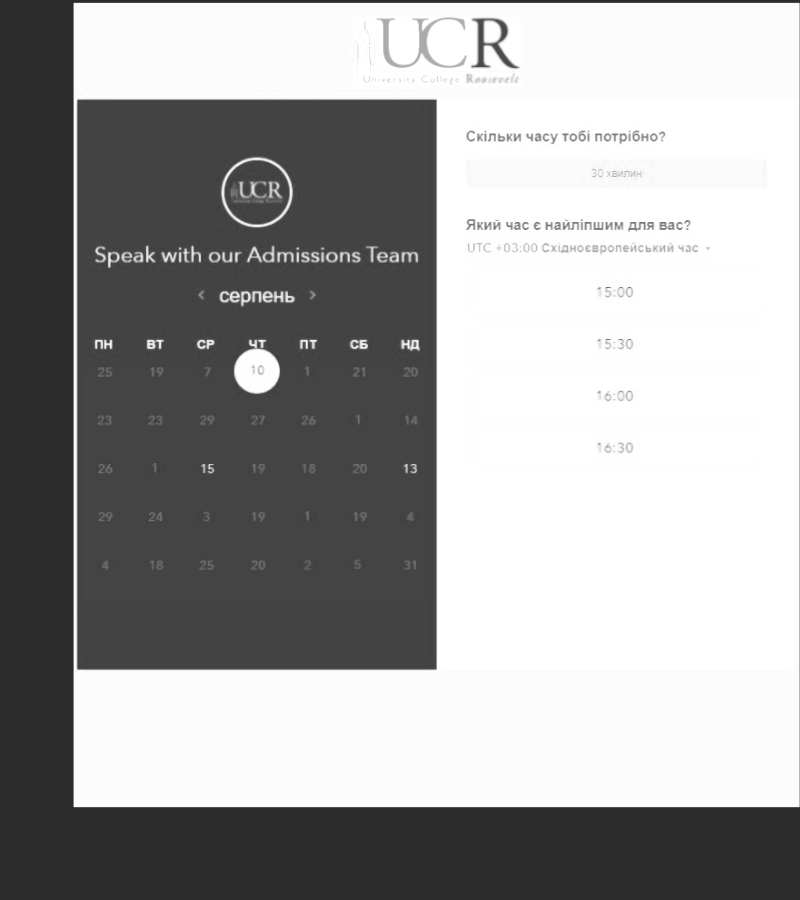 UCR
University College Roosevelt
UCR
Speak with our Admissions Team
‹ серпень ›
ПН ВТ СР ЧТ ПТ СБ НД
25 19 7 10 1 21 20
23 23 29 27 26 1 14
26 1 15 19 18 20 13
29 24 3 19 1 19 4
4 18 25 20 2 5 31
Скільки часу тобі потрібно?
30 хвилин
Який час є найліпшим для вас?
UTC +03:00 Східноєвропейський час
15:00
15:30
16:00
16:30